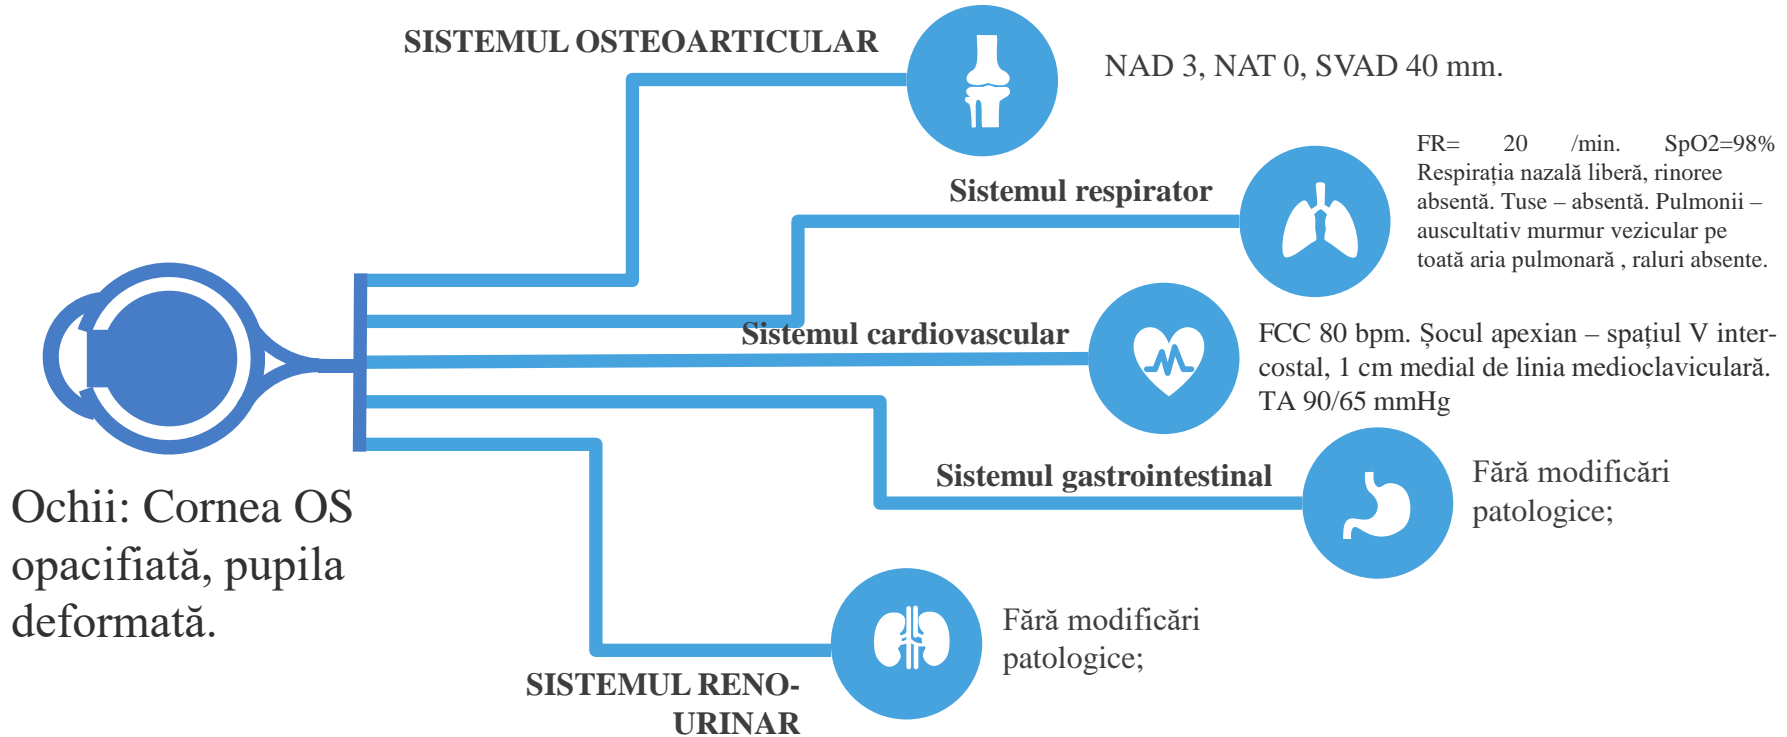 SISTEMUL OSTEOARTICULAR
NAD 3, NAT 0, SVAD 40 mm.
Sistemul respirator
FR= 20 /min. SpO2=98%
Respirația nazală liberă, rinoree
absentă. Tuse – absentă. Pulmonii –
auscultativ murmur vezicular pe
toată aria pulmonară , raluri absente.
Sistemul cardiovascular
FCC 80 bpm. Șocul apexian – spațiul V inter-
costal, 1 cm medial de linia medioclaviculară.
TA 90/65 mmHg
Sistemul gastrointestinal
Fără modificări
patologice;
Ochii: Cornea OS
opacifiată, pupila
deformată.
SISTEMUL RENO-
URINAR
Fără modificări
patologice;